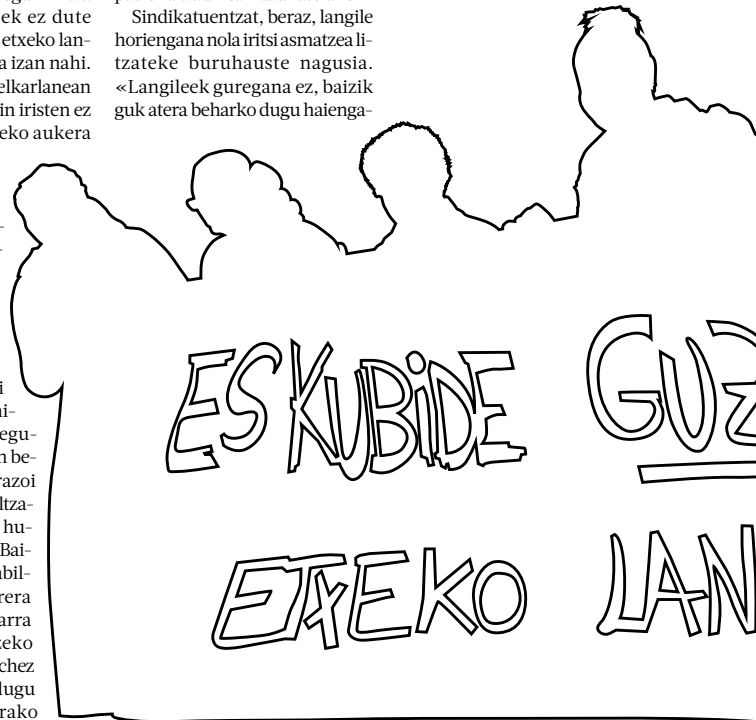 ek ez dute
etxeko lan-
a izan nahi.
elkarlanean
in iristen ez
eko aukera
Sindikatuentzat, beraz, langile
horiengana nola iritsi asmatzea li-
tzateke buruhauste nagusia.
«Langileek guregana ez, baizik
guk atera beharko dugu haienga-
i
ni-
egu-
n be-
razoi
ltza-
hu-
Bai-
abil-
rera
arra
zeko
chez
dugu
rako
ESKUBIDE GUZ
ETXEKO LAN